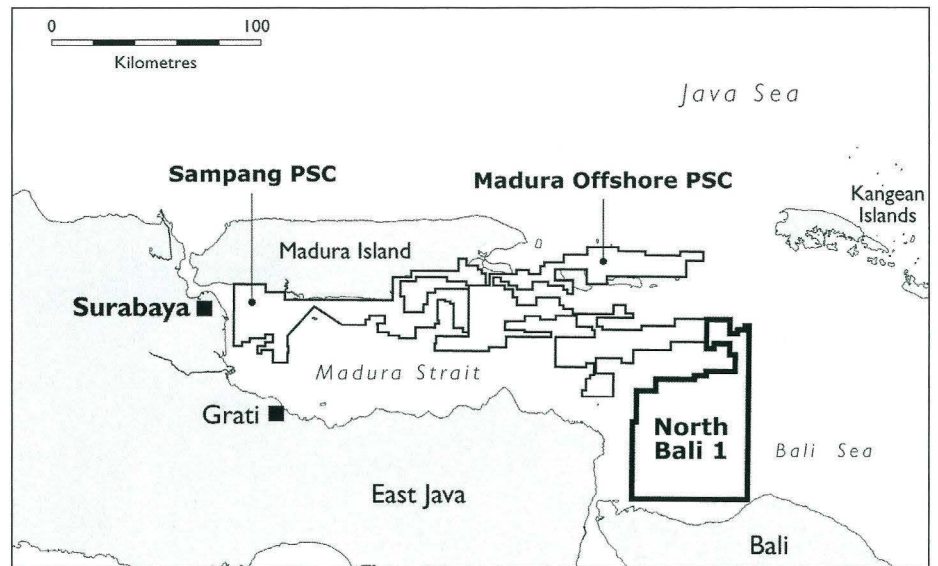 0 100
Kilometres
Java Sea
Sampang PSC
Madura Offshore PSC
Kangean
Islands
Madura Island
Surabaya
Madura Strait
Grati
North
Bali 1
Bali Sea
East Java
Bali